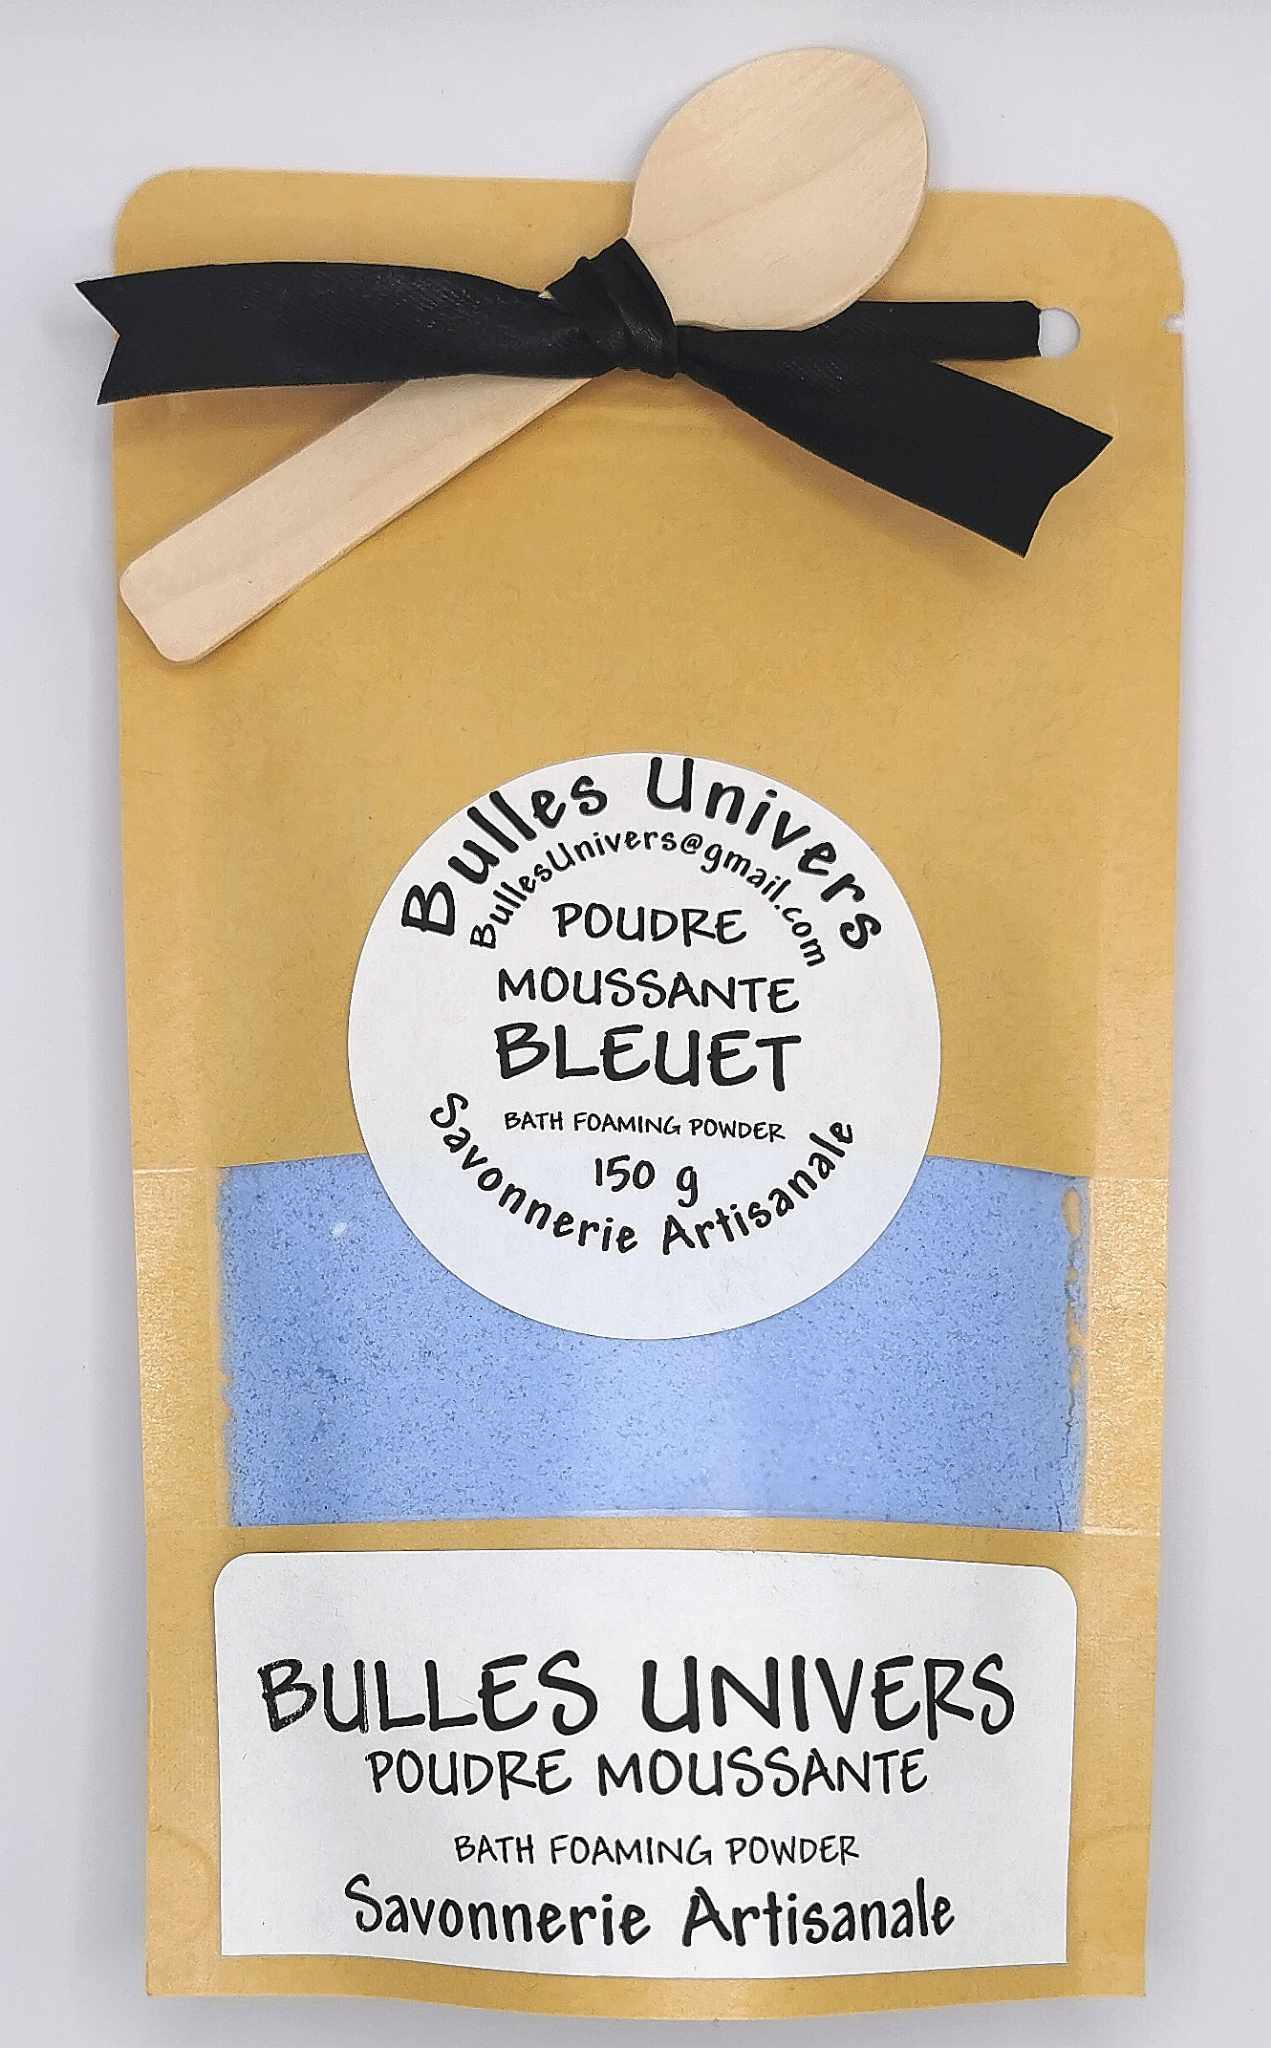 Bulles Univers
BullesUnivers@gmail.com
POUDRE
MOUSSANTE
BLEUET
BATH FOAMING POWDER
150 g
Savonnerie Artisanale
BULLES UNIVERS
POUDRE MOUSSANTE
BATH FOAMING POWDER
Savonnerie Artisanale